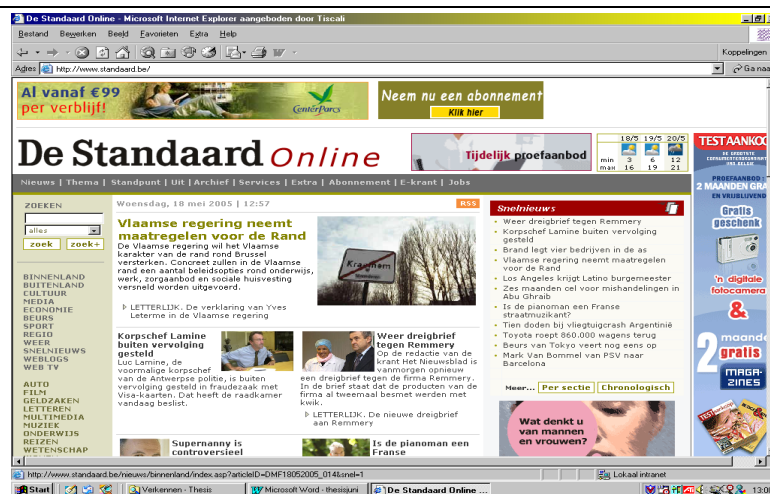 De Standaard Online - Microsoft Internet Explorer aangeboden door Tiscali
Bestand Bewerken Beeld Favorieten Extra Help
Koppelingen
Adres http://www.standaard.be/ Ga naa
Al vanaf €99
per verblijf!
CenterParcs
Neem nu een abonnement
Klik hier
De Standaard Online
Tijdelijk proefaanbod
18/5 19/5 20/5
min 3 6 12
max 16 19 21
Nieuws | Thema | Standpunt | Uit | Archief | Services | Extra | Abonnement | E-krant | Jobs
ZOEKEN
alles
zoek zoek+
BINNENLAND
BUITENLAND
CULTUUR
MEDIA
ECONOMIE
BEURS
SPORT
REGIO
WEER
SNELNIEUWS
WEBLOGS
WEB TV
AUTO
FILM
GELDZAKEN
LETTEREN
MULTIMEDIA
MUZIEK
ONDERWIJS
REIZEN
WETENSCHAP
Woensdag, 18 mei 2005 | 12:57 RSS
Vlaamse regering neemt
maatregelen voor de Rand
De Vlaamse regering wil het Vlaamse
karakter van de rand rond Brussel
versterken. Concreet zullen in de Vlaamse
rand een aantal beleidsopties rond onderwijs,
werk, zorgaanbod en sociale huisvesting
versneld worden uitgevoerd.
LETTERLIJK. De verklaring van Yves
Leterme in de Vlaamse regering
Kraainem
Korpschef Lamine
buiten vervolging
gesteld
Luc Lamine, de
voormalige korpschef
van de Antwerpse politie, is buiten
vervolging gesteld in fraudezaak met
Visa-kaarten. Dat heeft de raadkamer
vandaag beslist.
Weer dreigbrief
tegen Remmery
Op de redactie van de
krant Het Nieuwsblad is
vanmorgen opnieuw
een dreigbrief tegen de firma Remmery.
In de brief staat dat de producten van de
firma al tweemaal besmet werden met
kwik.
LETTERLIJK. De nieuwe dreigbrief
aan Remmery
Supernanny is
controversieel
Is de pianoman een
Franse
Snelnieuws
Weer dreigbrief tegen Remmery
Korpschef Lamine buiten vervolging
gesteld
Brand legt vier bedrijven in de as
Vlaamse regering neemt maatregelen
voor de Rand
Los Angeles krijgt Latino burgemeester
Zes maanden cel voor mishandelingen in
Abu Ghraib
Is de pianoman een Franse
straatmuzikant?
Tien doden bij vliegtuigcrash Argentinië
Toyota roept 860.000 wagens terug
Beurs van Tokyo veert nog eens op
Mark Van Bommel van PSV naar
Barcelona
Meer... Per sectie Chronologisch
Wat denkt u
van mannen
en vrouwen?
TESTAANKOO
DE GROOTSTE
PROEFAANBOD :
2 MAANDEN GRA
EN VRIJBLIJVEND
Gratis
geschenk
'n digitale
fotocamera
&
2 maande
gratis
MAGA-
ZINES
http://www.standaard.be/nieuws/binnenland/index.asp?articleID=DMF18052005_014&snel=1 Lokaal intranet
Start Verkennen - Thesis Microsoft Word - thesisjuni De Standaard Online ... 13:00